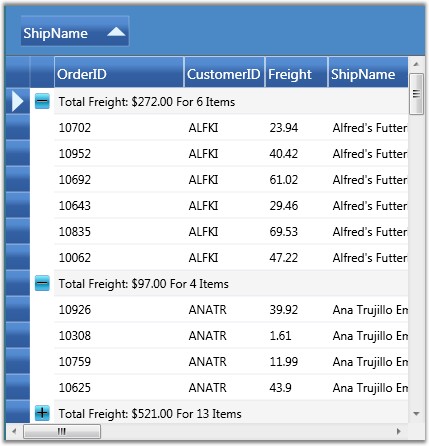 ShipName
OrderID CustomerID Freight ShipName
Total Freight: $272.00 For 6 Items
10702 ALFKI 23.94 Alfred's Futter
10952 ALFKI 40.42 Alfred's Futter
10692 ALFKI 61.02 Alfred's Futter
10643 ALFKI 29.46 Alfred's Futter
10835 ALFKI 69.53 Alfred's Futter
10062 ALFKI 47.22 Alfred's Futter
Total Freight: $97.00 For 4 Items
10926 ANATR 39.92 Ana Trujillo Em
10308 ANATR 1.61 Ana Trujillo Em
10759 ANATR 11.99 Ana Trujillo Em
10625 ANATR 43.9 Ana Trujillo Em
Total Freight: $521.00 For 13 Items